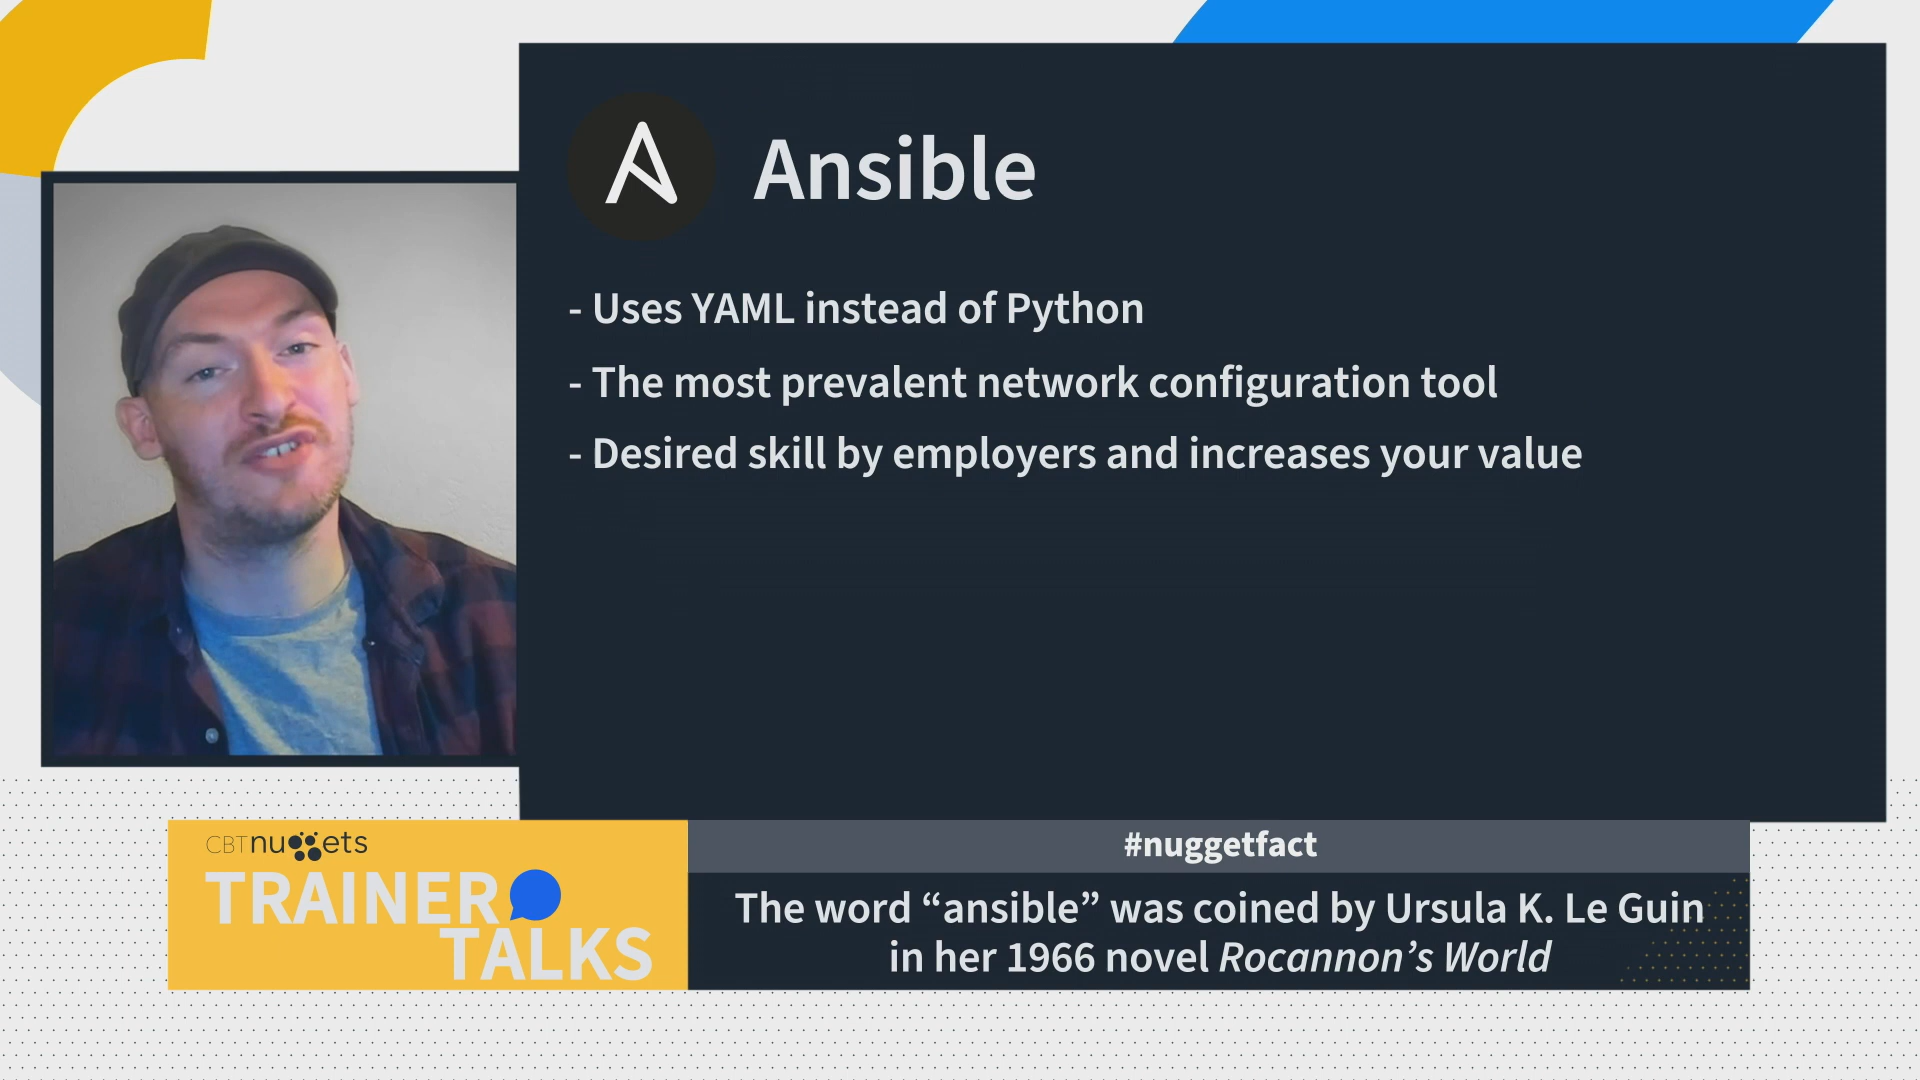 Ansible
- Uses YAML instead of Python
- The most prevalent network configuration tool
- Desired skill by employers and increases your value
CBTnuggets
TRAINER
TALKS
#nuggetfact
The word “ansible” was coined by Ursula K. Le Guin
in her 1966 novel Rocannon’s World